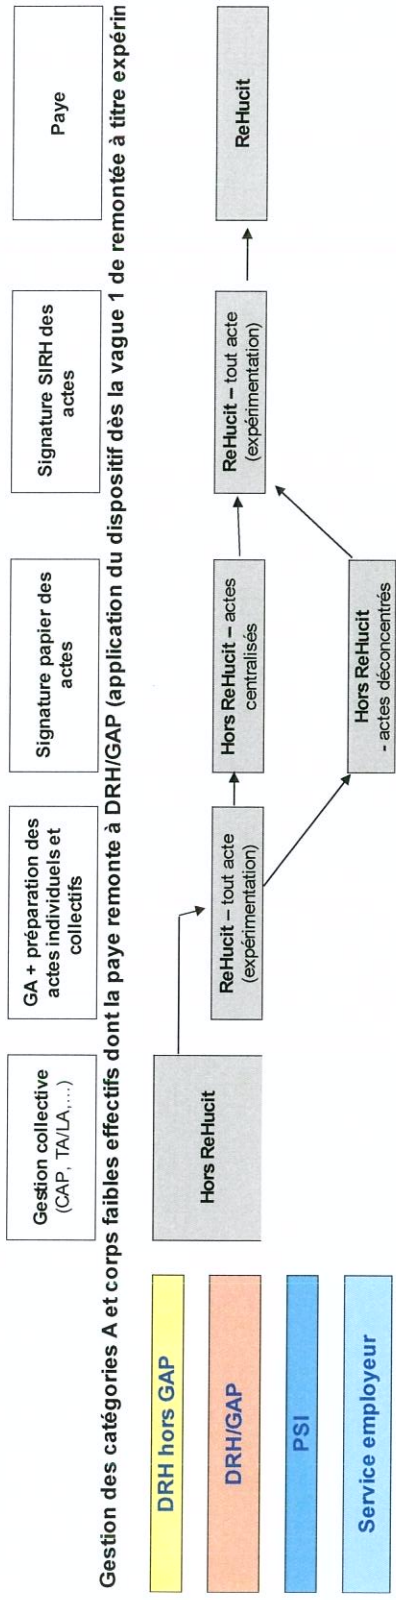 Gestion collective
(CAP, TA/LA,…)
GA + préparation des
actes individuels et
collectifs
Signature papier des
actes
Signature SIRH des
actes
Paye
Gestion des catégories A et corps faibles effectifs dont la paye remonte à DRH/GAP (application du dispositif dès la vague 1 de remontée à titre expérin
DRH hors GAP
DRH/GAP
PSI
Service employeur
Hors ReHucit
ReHucit – tout acte
(expérimentation)
Hors ReHucit – actes
centralisés
ReHucit – tout acte
(expérimentation)
ReHucit
Hors ReHucit
- actes déconcentrés